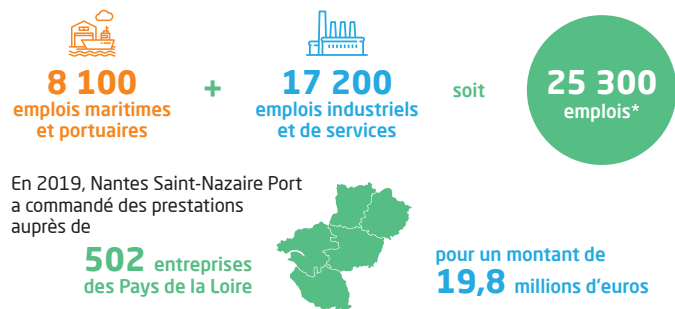 8 100
emplois maritimes
et portuaires
+
17 200
emplois industriels
et de services
soit
25 300
emplois*
En 2019, Nantes Saint-Nazaire Port
a commandé des prestations
auprès de
502 entreprises
des Pays de la Loire
pour un montant de
19,8 millions d'euros